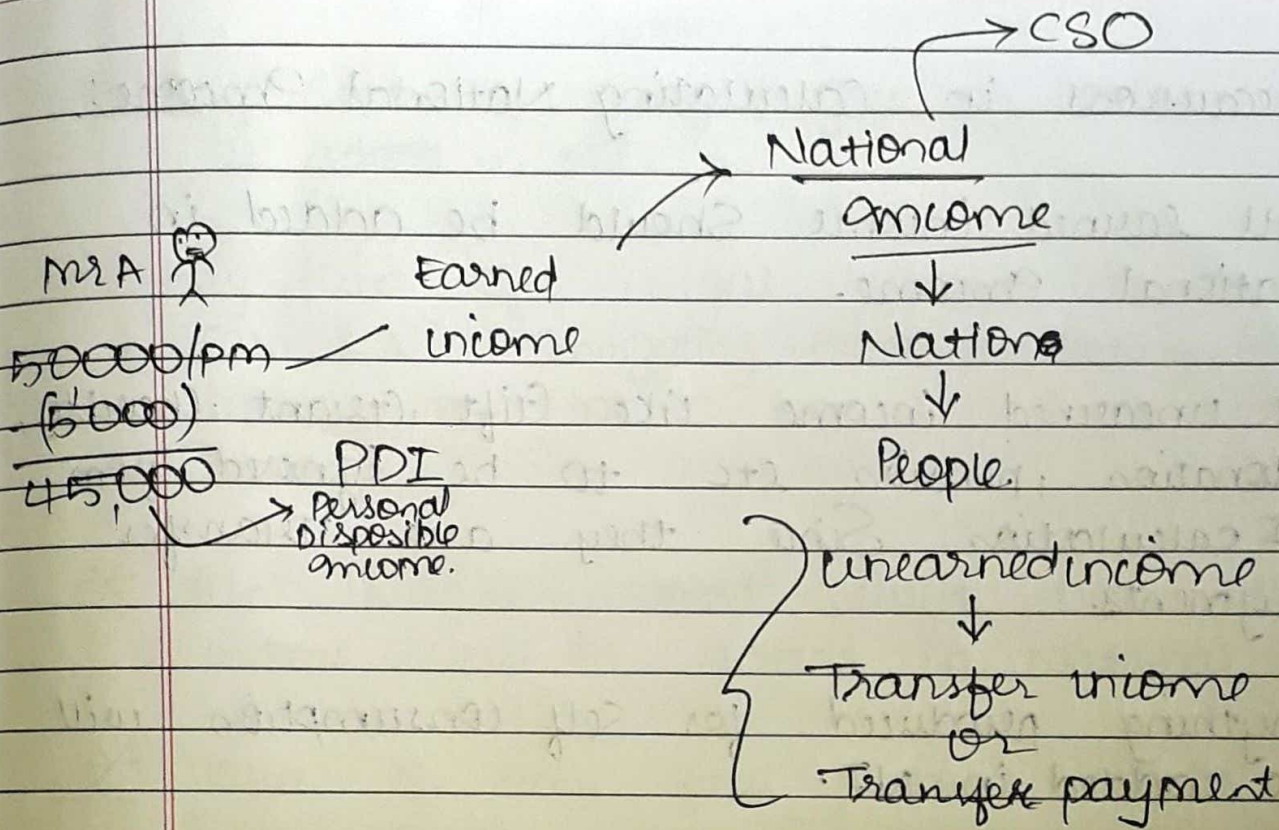 CSO
National
Income
Mr A
Earned
income
50000/pm
(5000)
45,000
PDI
Personal
Disposible
Income.
Nation
People.
unearned income
Transfer income
or
Transfer payment